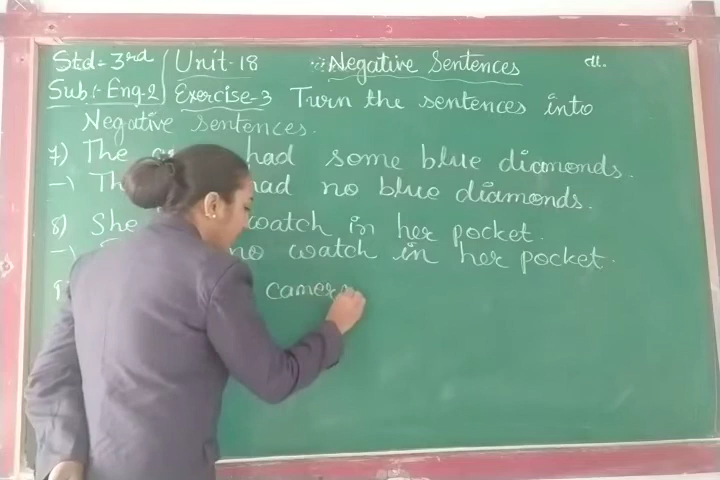 Std:- 3rd Unit-18 Negative Sentences dt.
Sub:- Eng-2 Exercise-3 Turn the sentences into
Negative sentences.
7) The had some blue diamonds.
→) had no blue diamonds.
8) She watch in her pocket.
→) no watch in her pocket.
camer